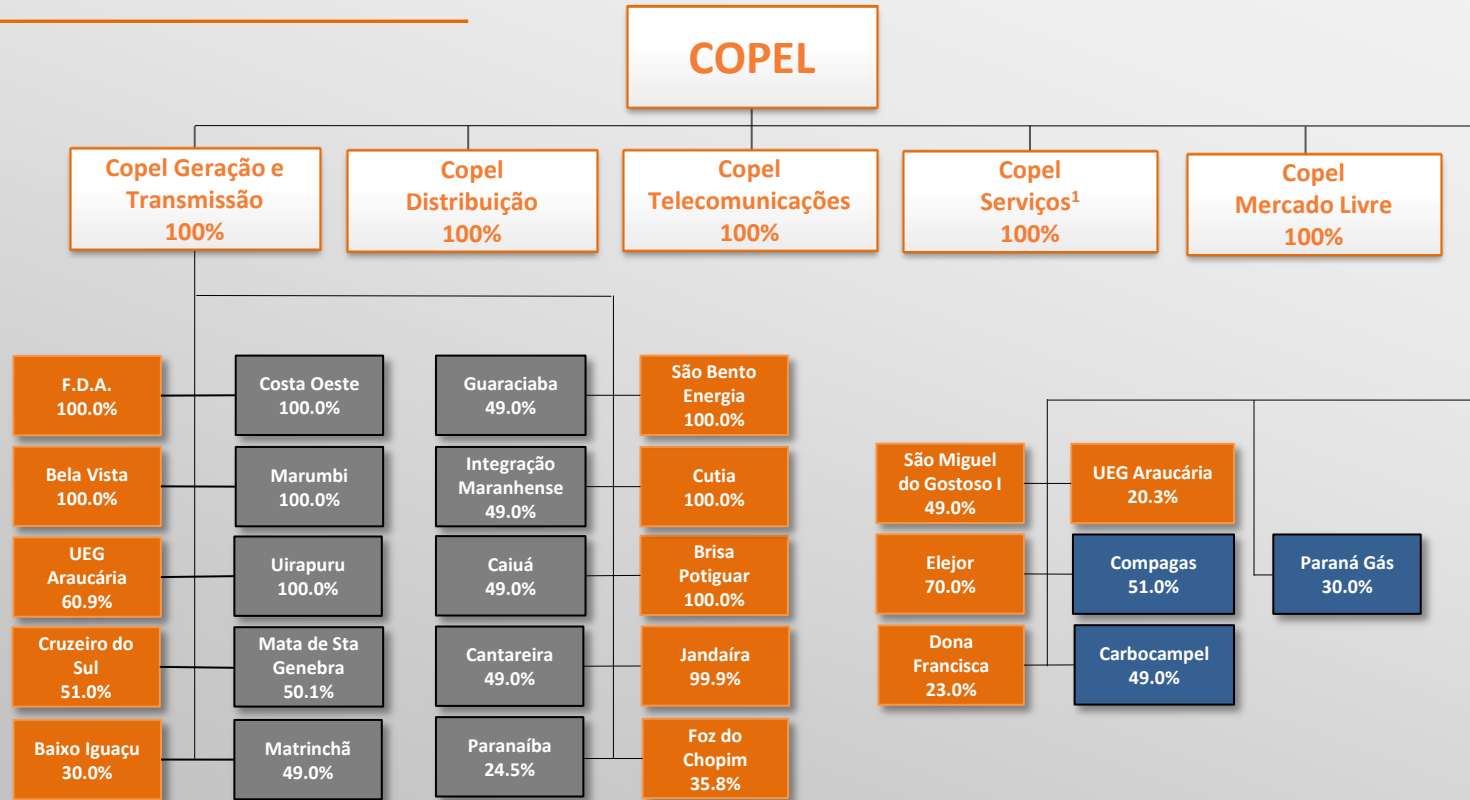 COPEL
Copel Geração e
Transmissão
100%
Copel
Distribuição
100%
Copel
Telecomunicações
100%
Copel
Serviços¹
100%
Copel
Mercado Livre
100%
F.D.A.
100.0%
Costa Oeste
100.0%
Guaraciaba
49.0%
São Bento
Energia
100.0%
Bela Vista
100.0%
Marumbi
100.0%
Integração
Maranhense
49.0%
Cutia
100.0%
São Miguel
do Gostoso I
49.0%
UEG Araucária
20.3%
UEG
Araucária
60.9%
Uirapuru
100.0%
Caiuá
49.0%
Brisa
Potiguar
100.0%
Elejor
70.0%
Compagas
51.0%
Paraná Gás
30.0%
Cruzeiro do
Sul
51.0%
Mata de Sta
Genebra
50.1%
Cantareira
49.0%
Jandaíra
99.9%
Dona
Francisca
23.0%
Carbocampel
49.0%
Baixo Iguaçu
30.0%
Matrinchã
49.0%
Paranaíba
24.5%
Foz do
Chopim
35.8%